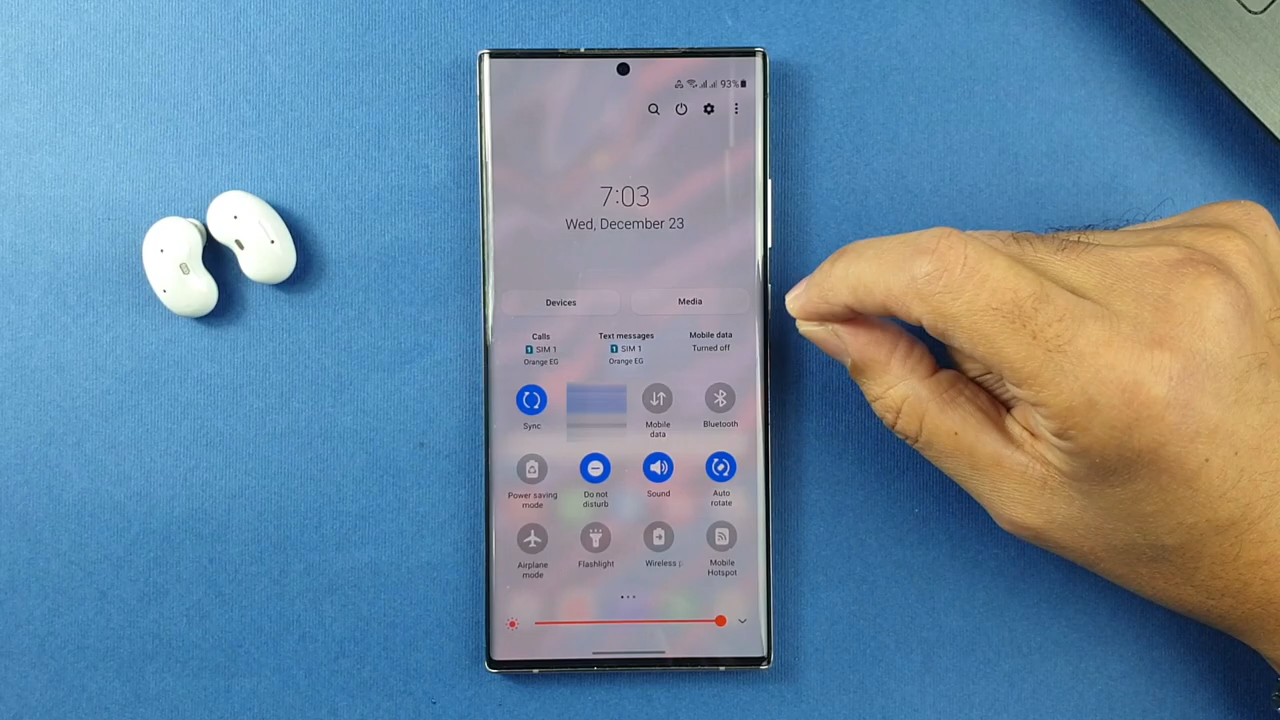 93%
7:03
Wed, December 23
Devices
Media
Calls
1 SIM 1
Orange EG
Text messages
1 SIM 1
Orange EG
Mobile data
Turned off
Sync
Mobile
data
Bluetooth
Power saving
mode
Do not
disturb
Sound
Auto
rotate
Airplane
mode
Flashlight
Wireless
Mobile
Hotspot